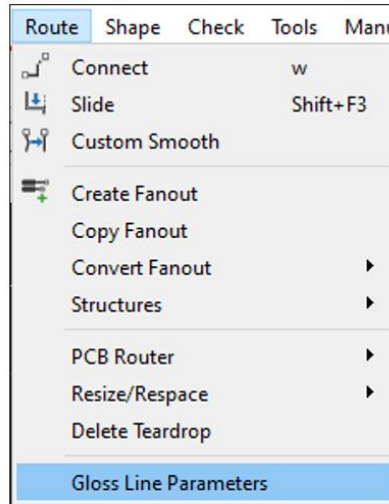 Route Shape Check Tools
Connect w
Slide Shift+F3
Custom Smooth
Create Fanout
Copy Fanout
Convert Fanout
Structures
PCB Router
Resize/Respace
Delete Teardrop
Gloss Line Parameters